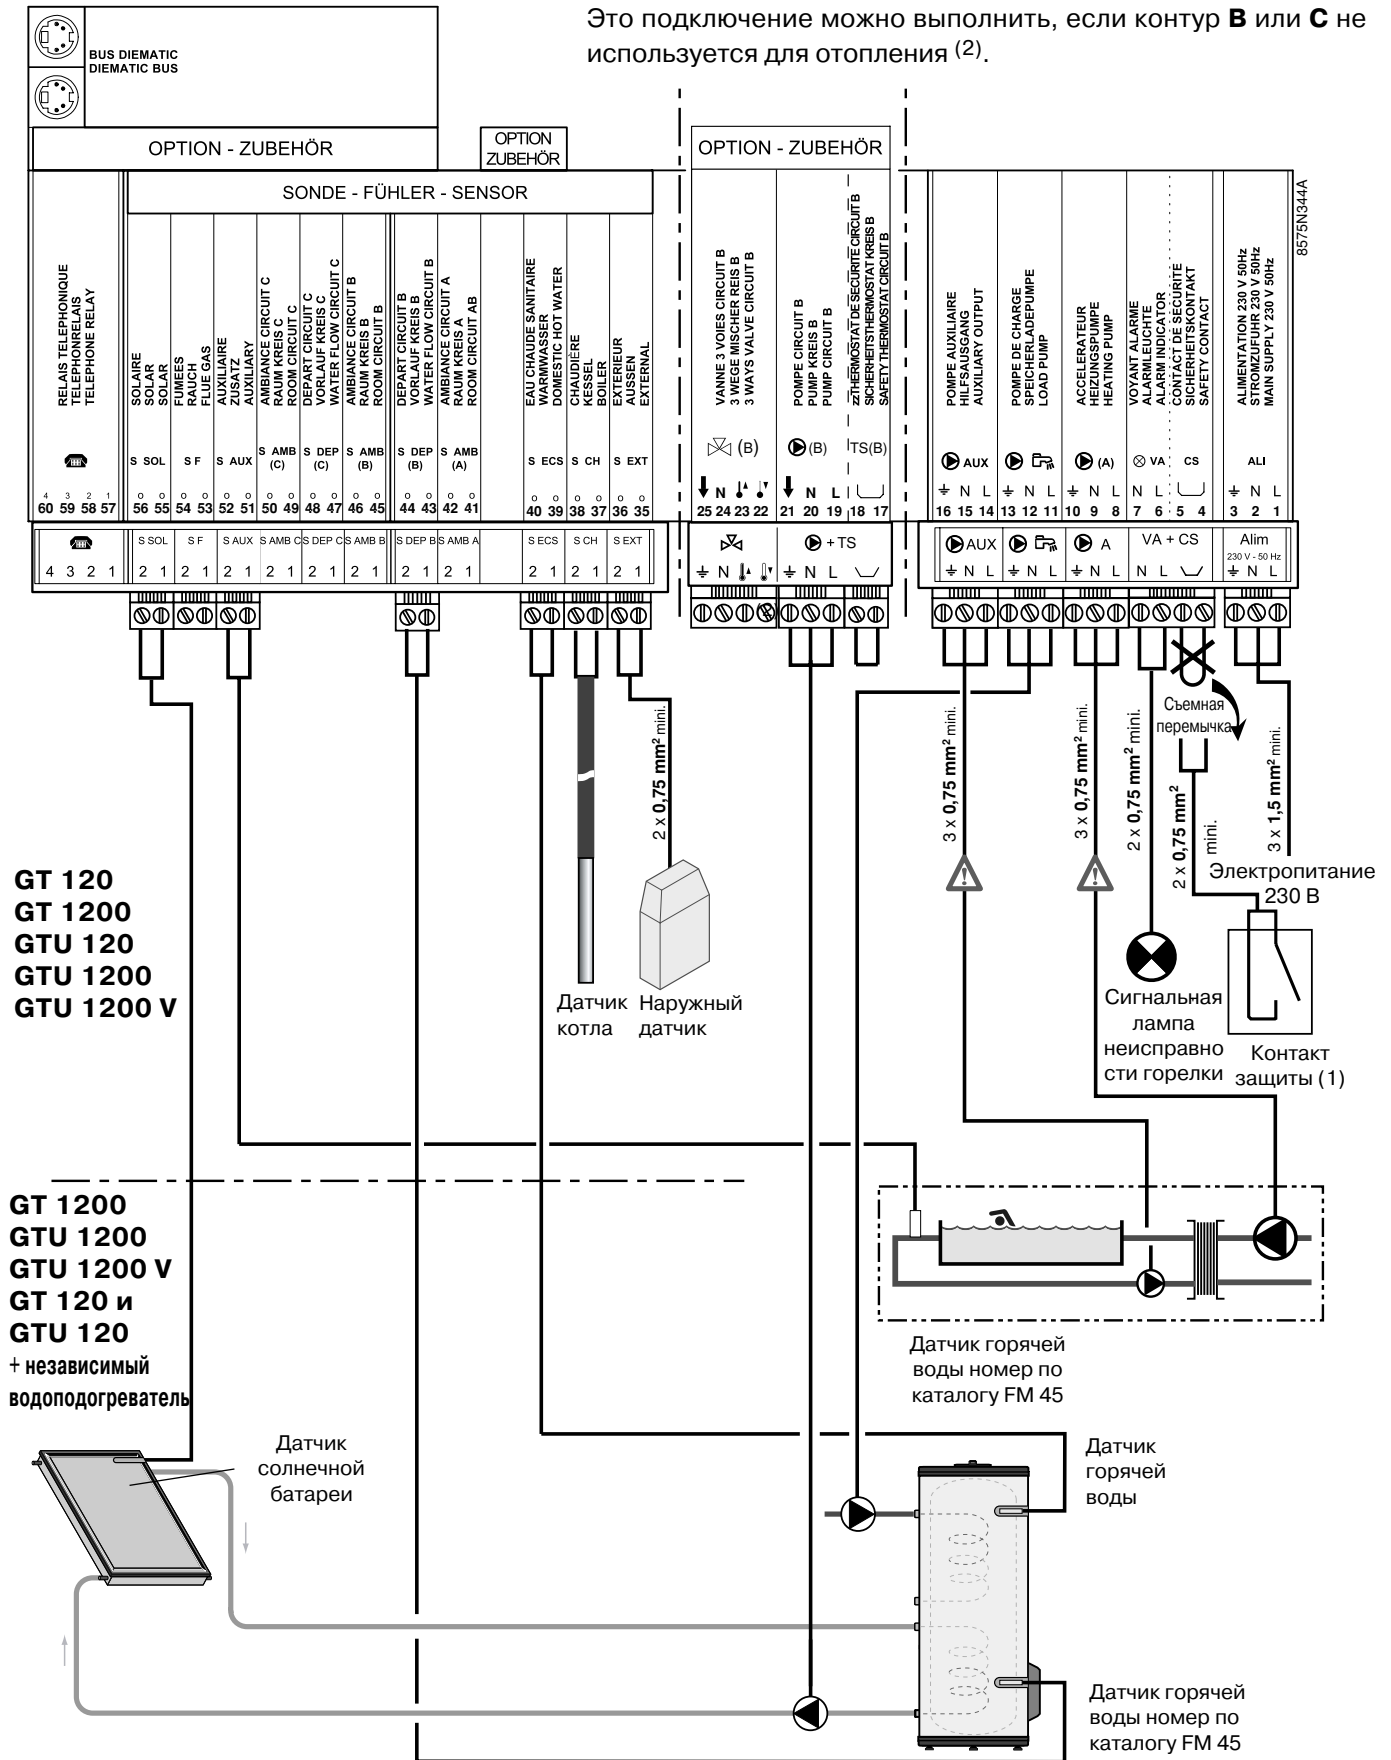 Это подключение можно выполнить, если контур B или C не
используется для отопления (2).
BUS DIEMATIC
DIEMATIC BUS
OPTION - ZUBEHÖR
OPTION
ZUBEHÖR
OPTION - ZUBEHÖR
SONDE - FÜHLER - SENSOR
8575N344A
RELAIS TELEPHONIQUE
TELEPHONRELAIS
TELEPHONE RELAY
SOLAIRE
SOLAR
SOLAR
FUMEES
RAUCH
FLUE GAS
AUXILIAIRE
ZUSATZ
AUXILIARY
AMBIANCE CIRCUIT C
RAUM KREIS C
ROOM CIRCUIT C
DEPART CIRCUIT C
VORLAUF KREIS C
WATER FLOW CIRCUIT C
AMBIANCE CIRCUIT B
RAUM KREIS B
ROOM CIRCUIT B
DEPART CIRCUIT B
VORLAUF KREIS B
WATER FLOW CIRCUIT B
AMBIANCE CIRCUIT A
RAUM KREIS A
ROOM CIRCUIT AB
EAU CHAUDE SANITAIRE
WARMWASSER
DOMESTIC HOT WATER
CHAUDIÈRE
KESSEL
BOILER
EXTERIEUR
AUSSEN
EXTERNAL
VANNE 3 VOIES CIRCUIT B
3 WEGE MISCHER REIS B
3 WAYS VALVE CIRCUIT B
POMPE CIRCUIT B
PUMP KREIS B
PUMP CIRCUIT B
THERMOSTAT DE SECURITE CIRCUIT B
SICHERHEITSTHERMOSTAT KREIS B
SAFETY THERMOSTAT CIRCUIT B
POMPE AUXILIAIRE
HILFSAUSGANG
AUXILIARY OUTPUT
POMPE DE CHARGE
SPEICHERLADEPUMPE
LOAD PUMP
ACCELERATEUR
HEIZUNGSPUMPE
HEATING PUMP
VOYANT ALARME
ALARMLEUCHTE
ALARM INDICATOR
CONTACT DE SECURITE
SICHERHEITSKONTAKT
SAFETY CONTACT
ALIMENTATION 230 V 50Hz
STROMZUFUHR 230 V 50Hz
MAIN SUPPLY 230 V 50Hz
S SOL S F S AUX S AMB (C) S DEP (C) S AMB (B) S DEP (B) S AMB (A) S ECS S CH S EXT (B) (B) TS(B) AUX (A) VA CS ALI
4 3 2 1 N N L N L N L N L N L N L
60 59 58 57 56 55 54 53 52 51 50 49 48 47 46 45 44 43 42 41 40 39 38 37 36 35 25 24 23 22 21 20 19 18 17 16 15 14 13 12 11 10 9 8 7 6 5 4 3 2 1
S SOL S F S AUX S AMB C S DEP C S AMB B S DEP B S AMB A S ECS S CH S EXT + TS AUX A VA + CS Alim
230 V - 50 Hz
4 3 2 1 2 1 2 1 2 1 2 1 2 1 2 1 2 1 2 1 2 1 2 1 2 1 N N L N L N L N L N L N L
Съемная
перемычка
2 x 0,75 mm² mini.
3 x 0,75 mm² mini.
3 x 0,75 mm² mini.
2 x 0,75 mm² mini.
2 x 0,75 mm²
mini.
3 x 1,5 mm² mini.
Электропитание
230 В
GT 120
GT 1200
GTU 120
GTU 1200
GTU 1200 V
Датчик
котла
Наружный
датчик
Сигнальная
лампа
неисправно
сти горелки
Контакт
защиты (1)
GT 1200
GTU 1200
GTU 1200 V
GT 120 и
GTU 120
+ независимый
водоподогреватель
Датчик горячей
воды номер по
каталогу FM 45
Датчик
солнечной
батареи
Датчик
горячей
воды
Датчик горячей
воды номер по
каталогу FM 45